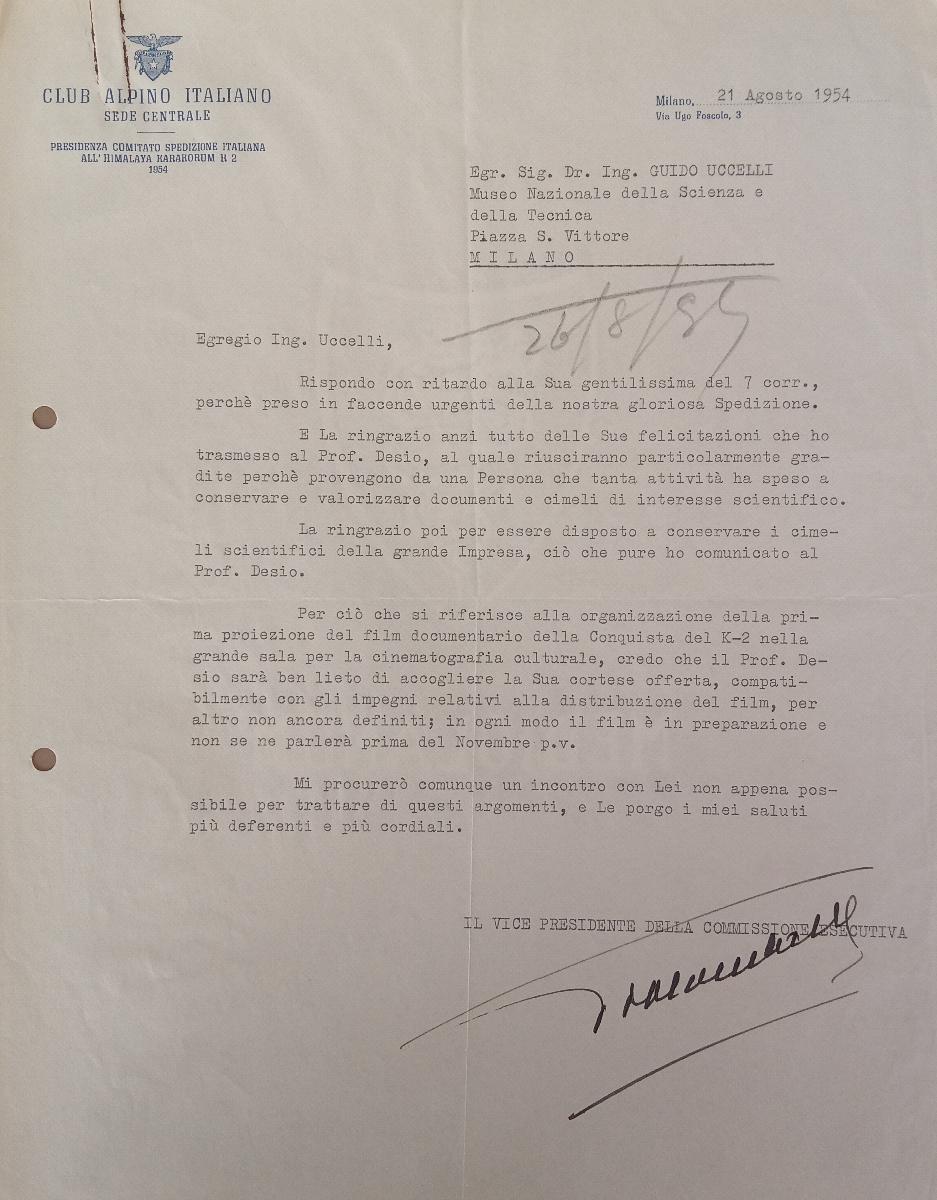 CLUB ALPINO ITALIANO
SEDE CENTRALE
PRESIDENZA COMITATO SPEDIZIONE ITALIANA
ALL'HIMALAYA KARAKORUM K 2
1954
Milano, 21 Agosto 1954
Via Ugo Foscolo, 3
Egr. Sig. Dr. Ing. GUIDO UCCELLI
Museo Nazionale della Scienza e
della Tecnica
Piazza S. Vittore
M I L A N O
26/8/54
Egregio Ing. Uccelli,
Rispondo con ritardo alla Sua gentilissima del 7 corr.,
perchè preso in faccende urgenti della nostra gloriosa Spedizione.
E La ringrazio anzi tutto delle Sue felicitazioni che ho
trasmesso al Prof. Desio, al quale riusciranno particolarmente gra-
dite perchè provengono da una Persona che tanta attività ha speso a
conservare e valorizzare documenti e cimeli di interesse scientifico.
La ringrazio poi per essere disposto a conservare i cime-
li scientifici della grande Impresa, ciò che pure ho comunicato al
Prof. Desio.
Per ciò che si riferisce alla organizzazione della pri-
ma proiezione del film documentario della Conquista del K-2 nella
grande sala per la cinematografia culturale, credo che il Prof. De-
sio sarà ben lieto di accogliere la Sua cortese offerta, compati-
bilmente con gli impegni relativi alla distribuzione del film, per
altro non ancora definiti; in ogni modo il film è in preparazione e
non se ne parlerà prima del Novembre p.v.
Mi procurerò comunque un incontro con Lei non appena pos-
sibile per trattare di questi argomenti, e Le porgo i miei saluti
più deferenti e più cordiali.
IL VICE PRESIDENTE DELLA COMMISSIONE ESECUTIVA